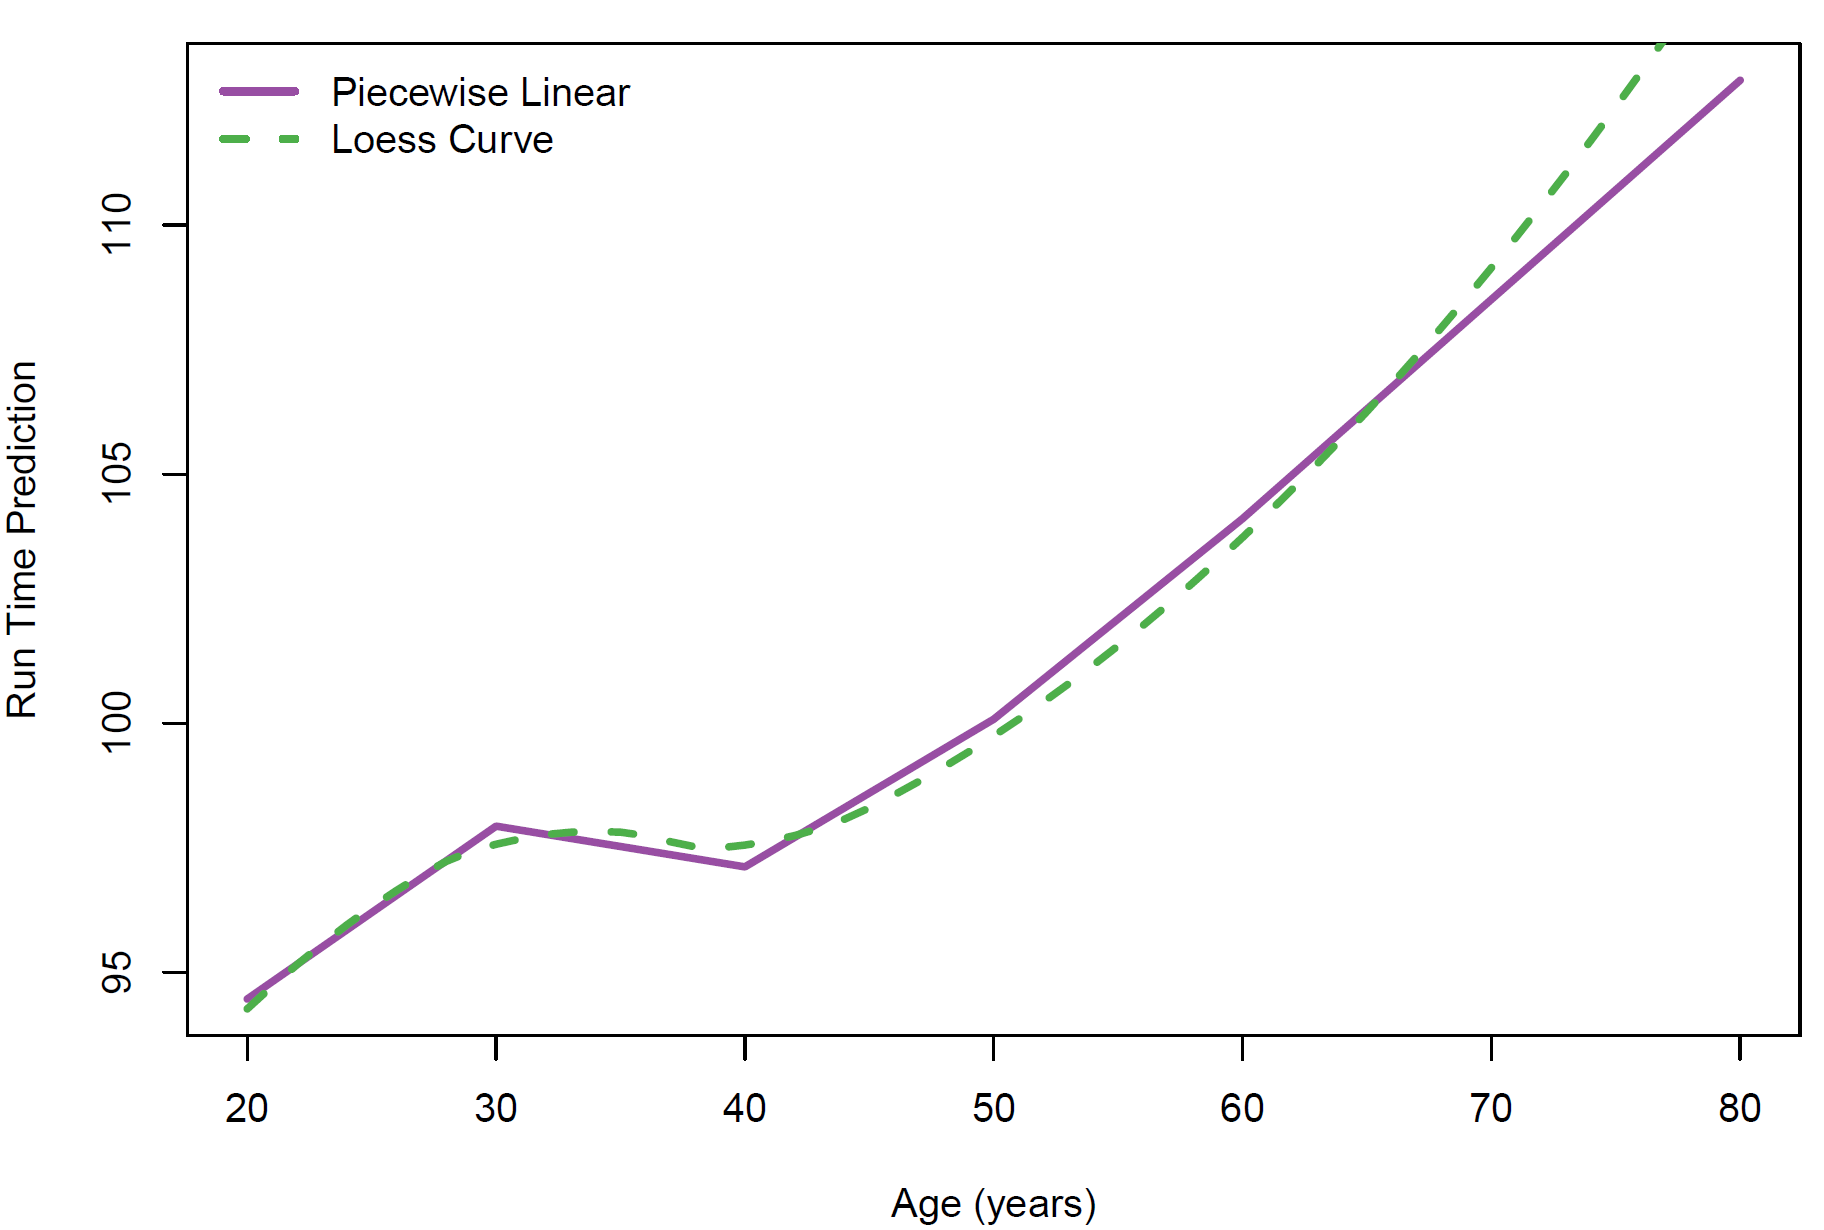 Piecewise Linear
Loess Curve
Run Time Prediction
110
105
100
95
20 30 40 50 60 70 80
Age (years)